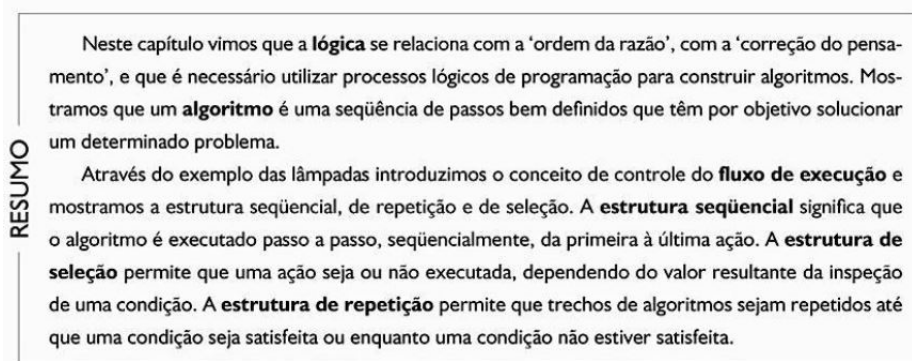 RESUMO
Neste capítulo vimos que a lógica se relaciona com a ‘ordem da razão’, com a ‘correção do pensa-
mento’, e que é necessário utilizar processos lógicos de programação para construir algoritmos. Mos-
tramos que um algoritmo é uma seqüência de passos bem definidos que têm por objetivo solucionar
um determinado problema.
Através do exemplo das lâmpadas introduzimos o conceito de controle do fluxo de execução e
mostramos a estrutura seqüencial, de repetição e de seleção. A estrutura seqüencial significa que
o algoritmo é executado passo a passo, seqüencialmente, da primeira à última ação. A estrutura de
seleção permite que uma ação seja ou não executada, dependendo do valor resultante da inspeção
de uma condição. A estrutura de repetição permite que trechos de algoritmos sejam repetidos até
que uma condição seja satisfeita ou enquanto uma condição não estiver satisfeita.